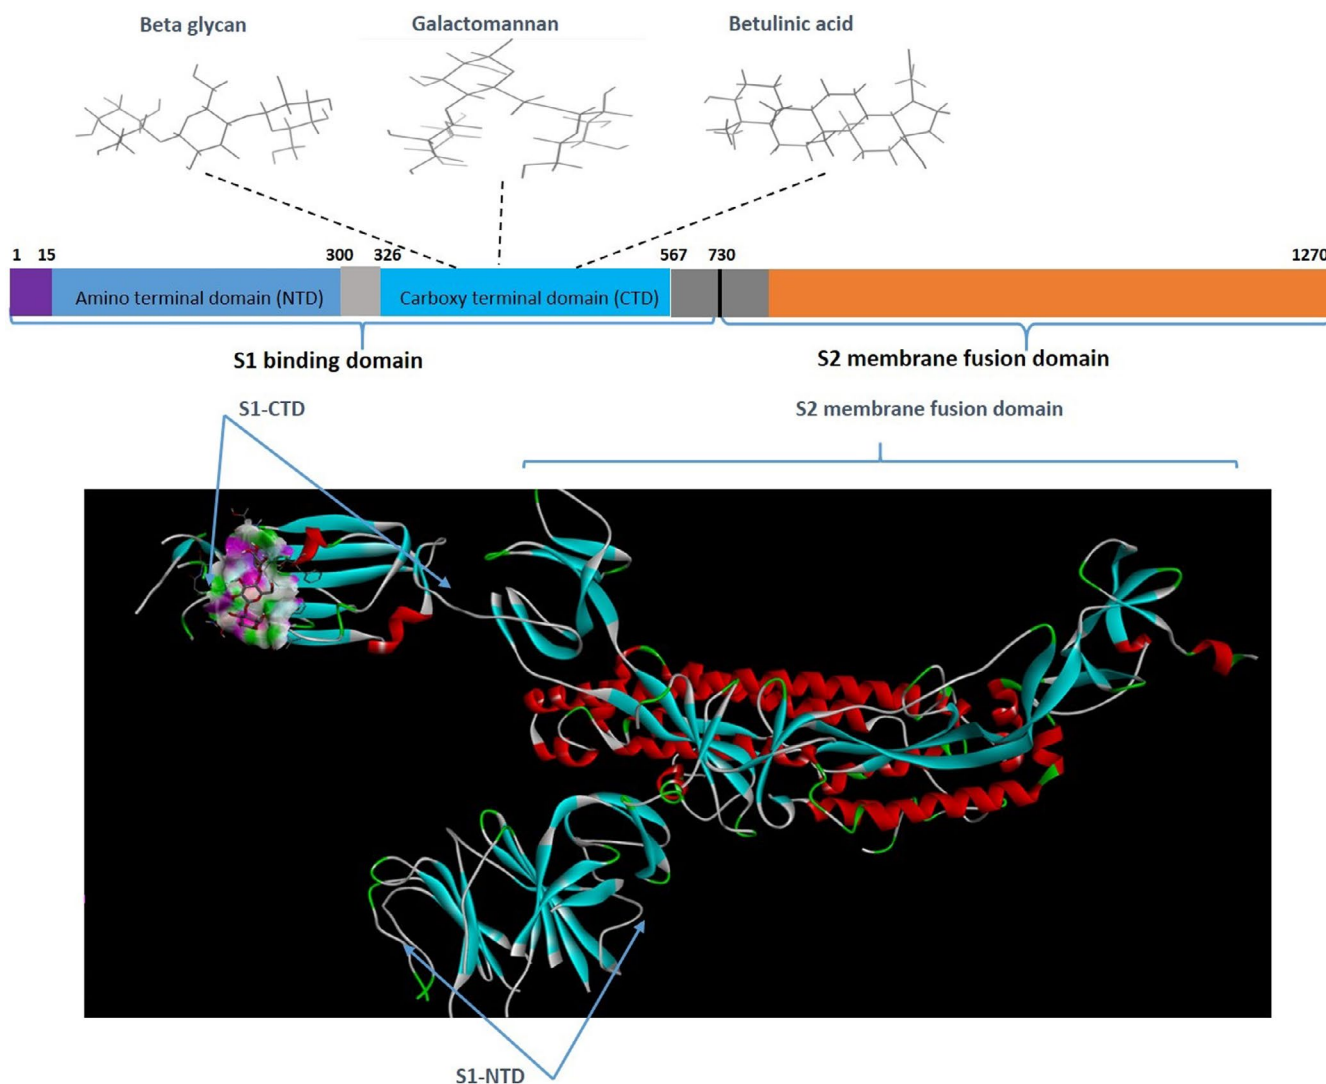 Beta glycan Galactomannan Betulinic acid
1 15 300 326 567 730 1270
Amino terminal domain (NTD) Carboxy terminal domain (CTD)
S1 binding domain S2 membrane fusion domain
S1-CTD S2 membrane fusion domain
S1-NTD